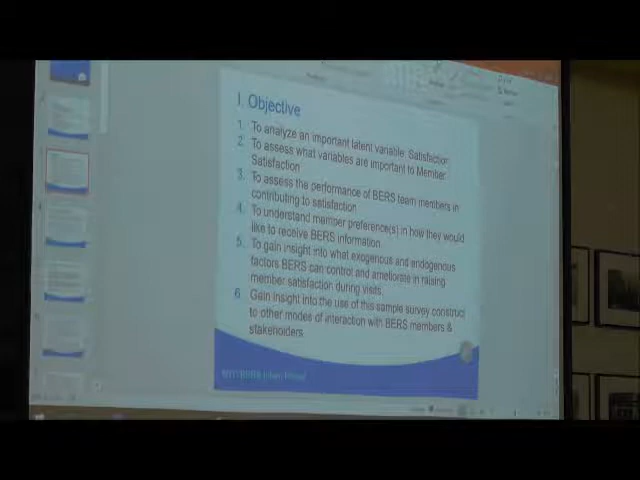 I. Objective
1. To analyze an important latent variable: Satisfaction
2. To assess what variables are important to Member
Satisfaction
3. To assess the performance of BERS team members in
contributing to satisfaction
4. To understand member preference(s) in how they would
like to receive BERS information.
5. To gain insight into what exogenous and endogenous
factors BERS can control and ameliorate in raising
member satisfaction during visits.
6 Gain insight into the use of this sample survey construct
to other modes of interaction with BERS members &
stakeholders